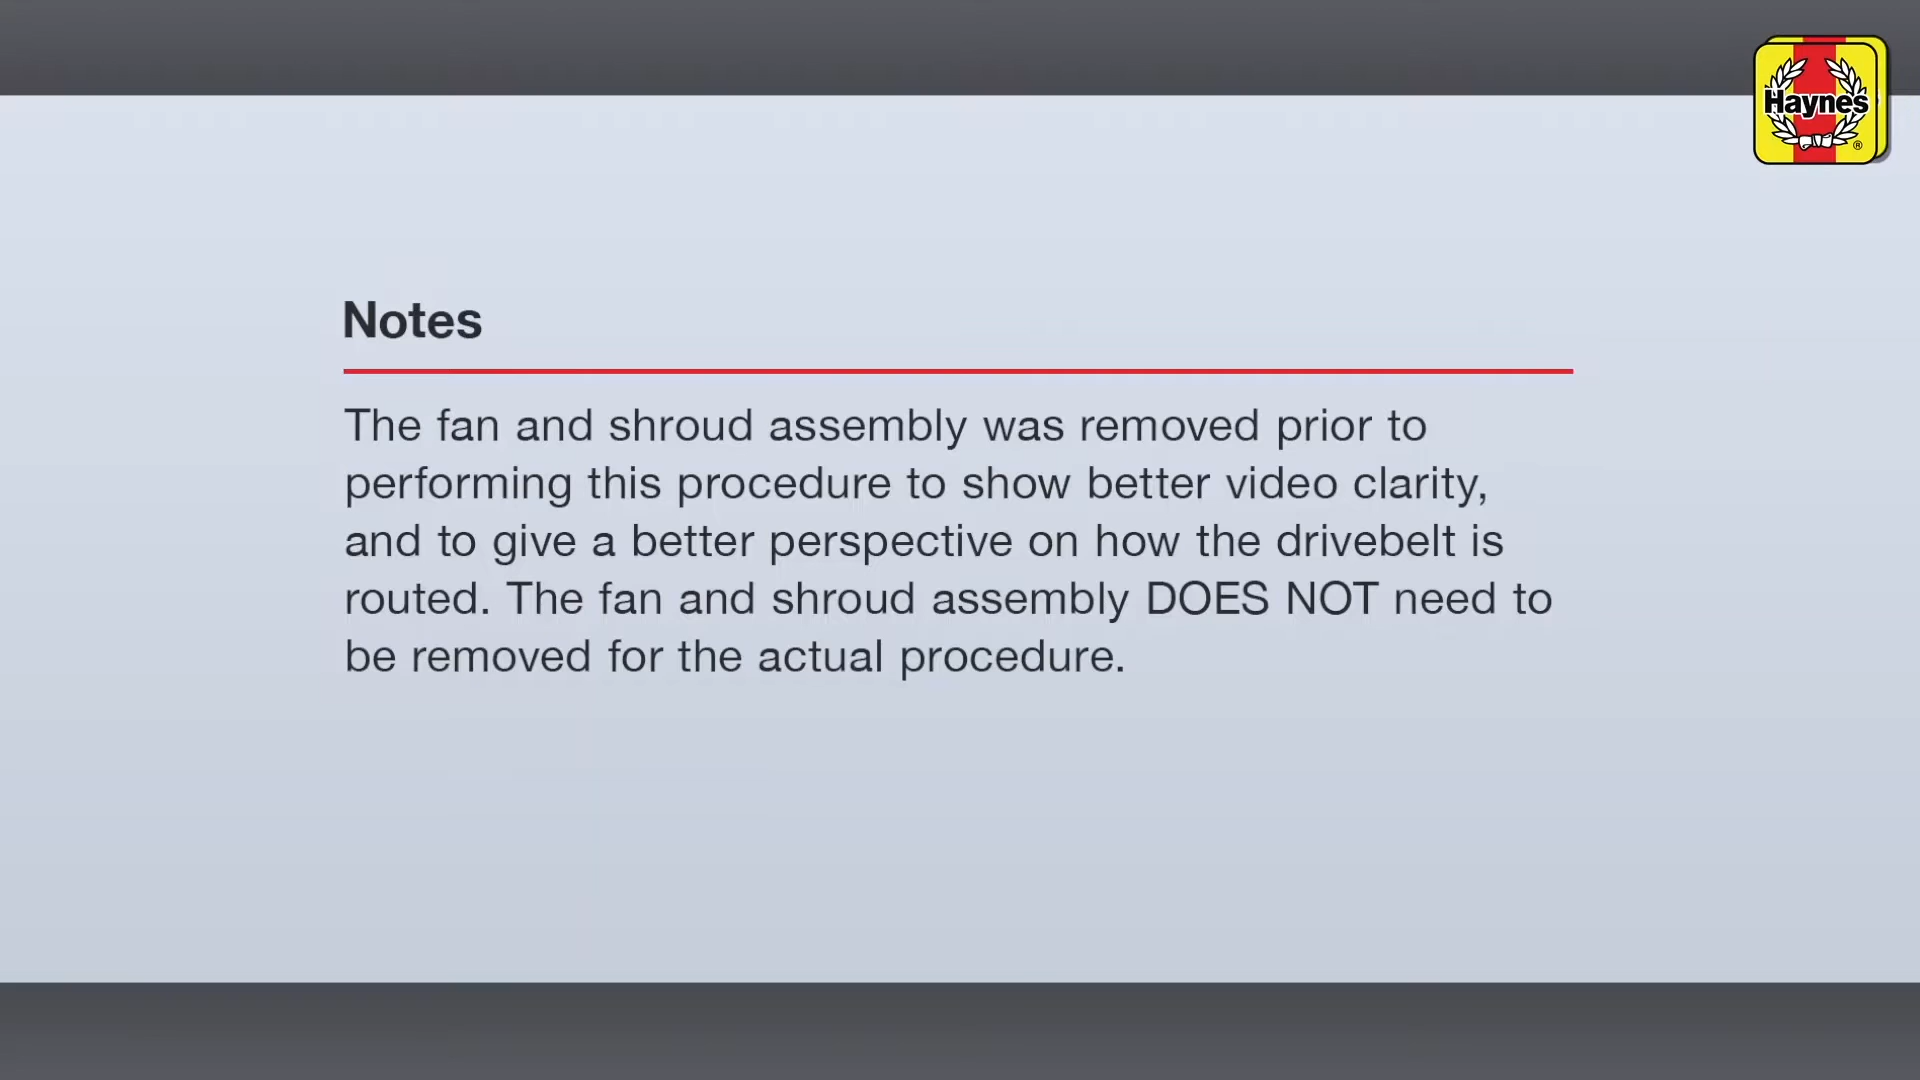 Haynes
®
Notes
The fan and shroud assembly was removed prior to
performing this procedure to show better video clarity,
and to give a better perspective on how the drivebelt is
routed. The fan and shroud assembly DOES NOT need to
be removed for the actual procedure.